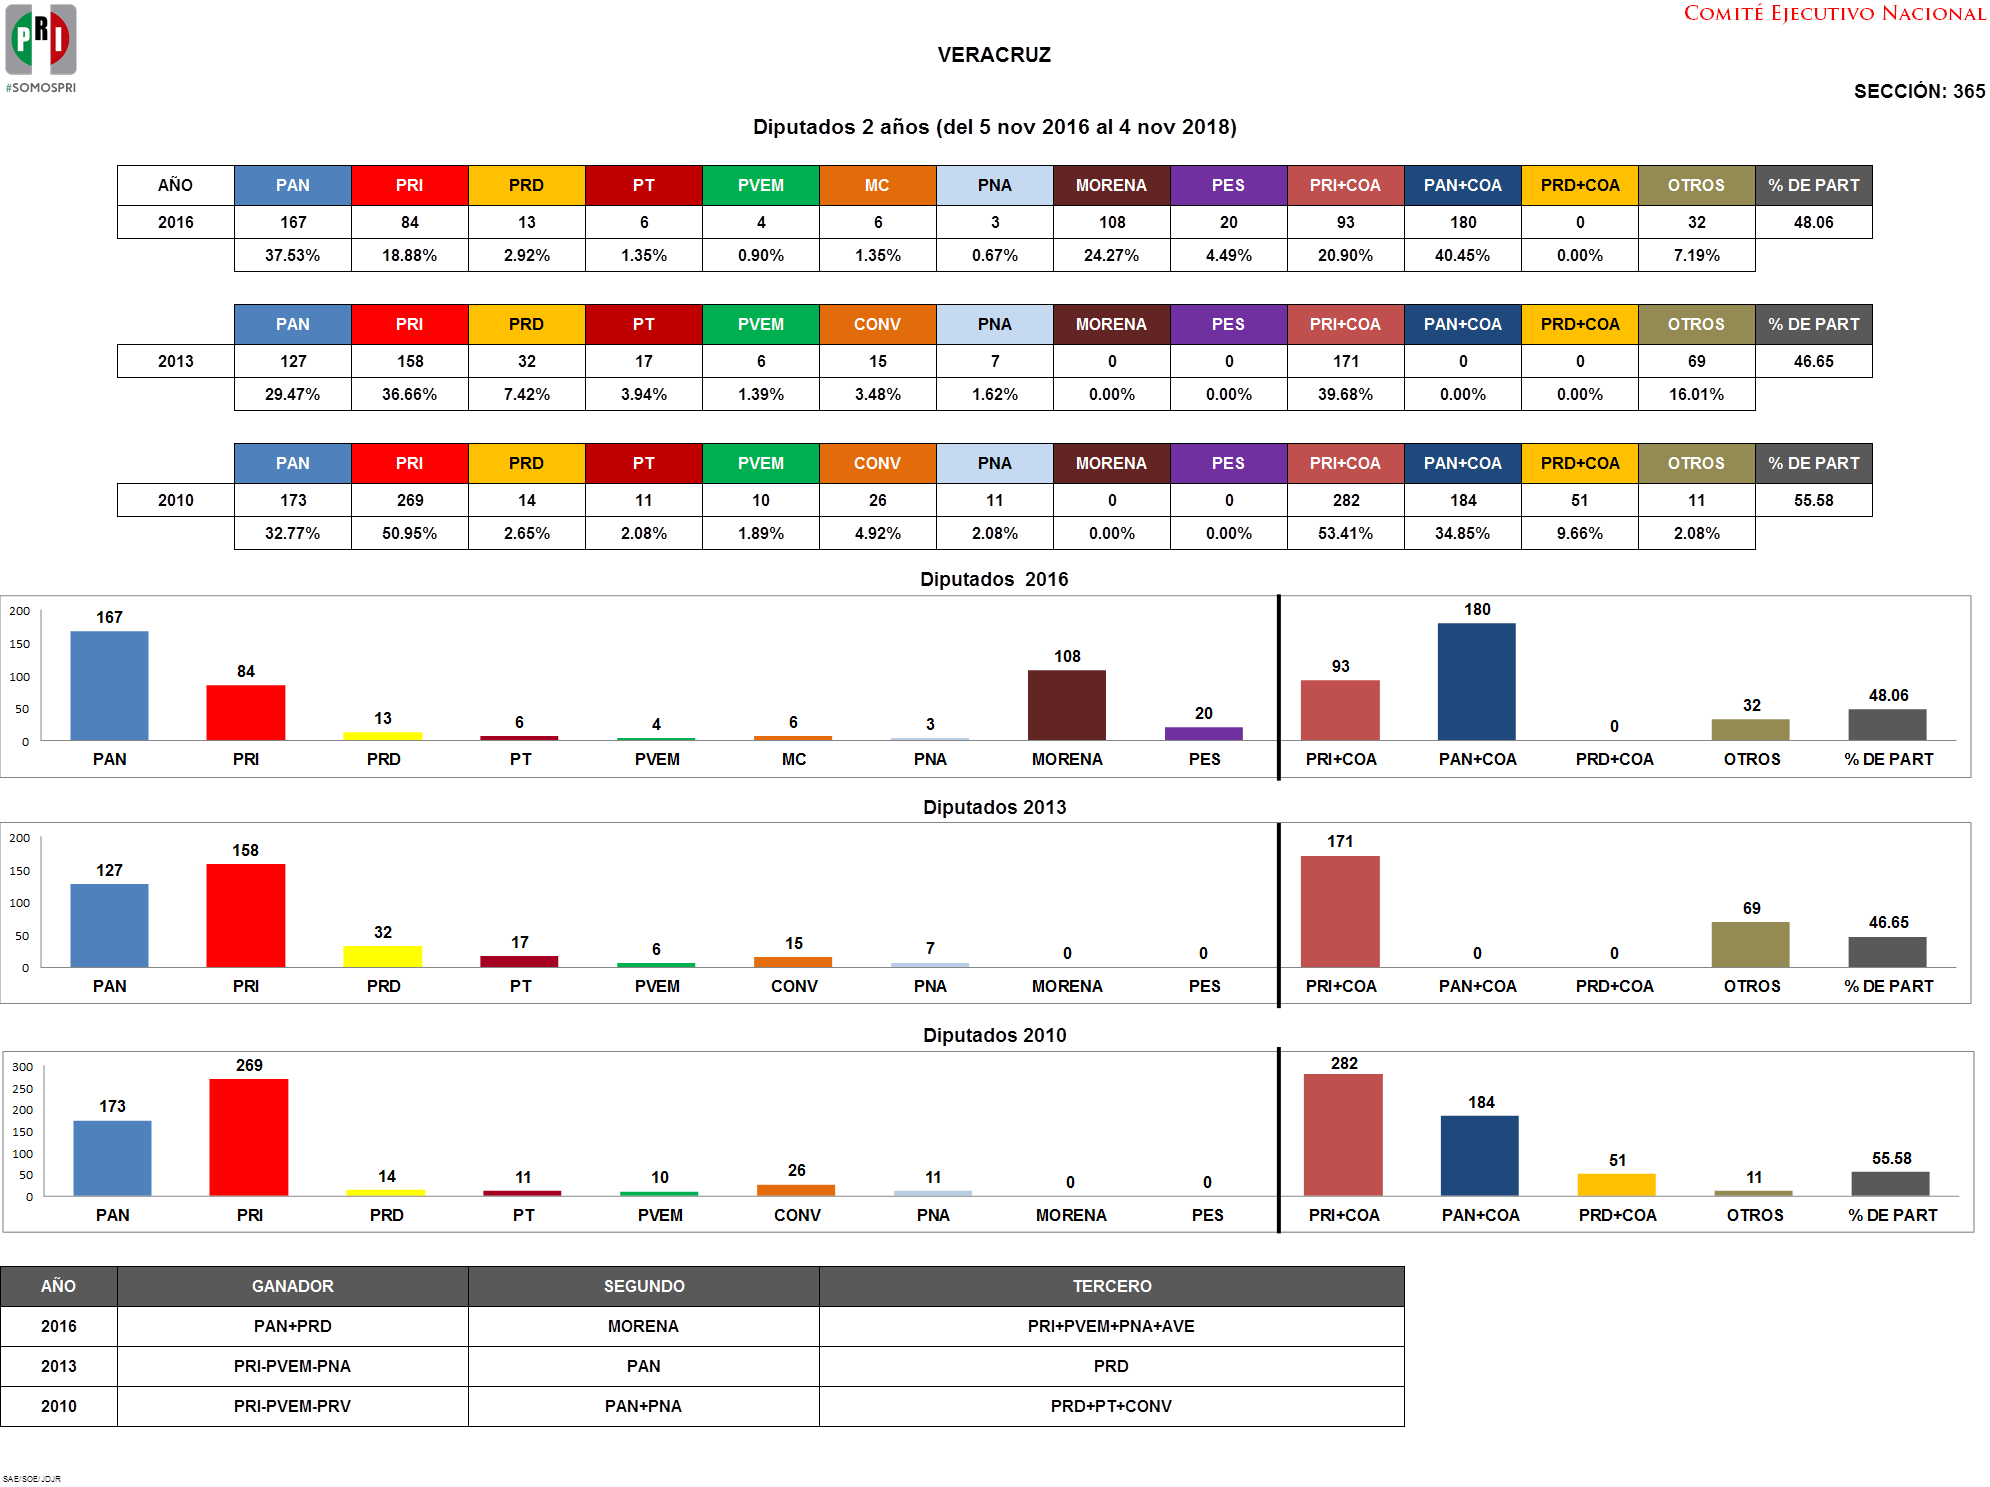 PRI
#SOMOSPRI
COMITÉ EJECUTIVO NACIONAL
VERACRUZ
SECCIÓN: 365
Diputados 2 años (del 5 nov 2016 al 4 nov 2018)
AÑO PAN PRI PRD PT PVEM MC PNA MORENA PES PRI+COA PAN+COA PRD+COA OTROS % DE PART
2016 167 84 13 6 4 6 3 108 20 93 180 0 32 48.06
37.53% 18.88% 2.92% 1.35% 0.90% 1.35% 0.67% 24.27% 4.49% 20.90% 40.45% 0.00% 7.19%
PAN PRI PRD PT PVEM CONV PNA MORENA PES PRI+COA PAN+COA PRD+COA OTROS % DE PART
2013 127 158 32 17 6 15 7 0 0 171 0 0 69 46.65
29.47% 36.66% 7.42% 3.94% 1.39% 3.48% 1.62% 0.00% 0.00% 39.68% 0.00% 0.00% 16.01%
PAN PRI PRD PT PVEM CONV PNA MORENA PES PRI+COA PAN+COA PRD+COA OTROS % DE PART
2010 173 269 14 11 10 26 11 0 0 282 184 51 11 55.58
32.77% 50.95% 2.65% 2.08% 1.89% 4.92% 2.08% 0.00% 0.00% 53.41% 34.85% 9.66% 2.08%
Diputados 2016
200
150
100
50
0
167 84 13 6 4 6 3 108 20 93 180 0 32 48.06
PAN PRI PRD PT PVEM MC PNA MORENA PES PRI+COA PAN+COA PRD+COA OTROS % DE PART
Diputados 2013
200
150
100
50
0
127 158 32 17 6 15 7 0 0 171 0 0 69 46.65
PAN PRI PRD PT PVEM CONV PNA MORENA PES PRI+COA PAN+COA PRD+COA OTROS % DE PART
Diputados 2010
300
250
200
150
100
50
0
173 269 14 11 10 26 11 0 0 282 184 51 11 55.58
PAN PRI PRD PT PVEM CONV PNA MORENA PES PRI+COA PAN+COA PRD+COA OTROS % DE PART
AÑO GANADOR SEGUNDO TERCERO
2016 PAN+PRD MORENA PRI+PVEM+PNA+AVE
2013 PRI-PVEM-PNA PAN PRD
2010 PRI-PVEM-PRV PAN+PNA PRD+PT+CONV
SAE/SOE/JDJR